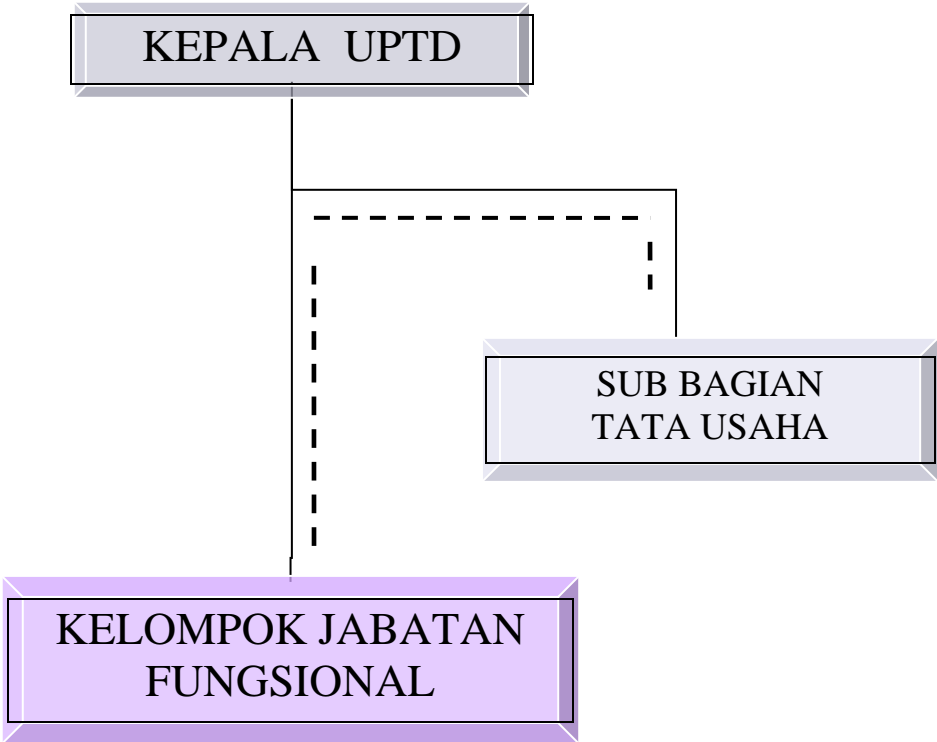 KEPALA UPTD
SUB BAGIAN
TATA USAHA
KELOMPOK JABATAN
FUNGSIONAL